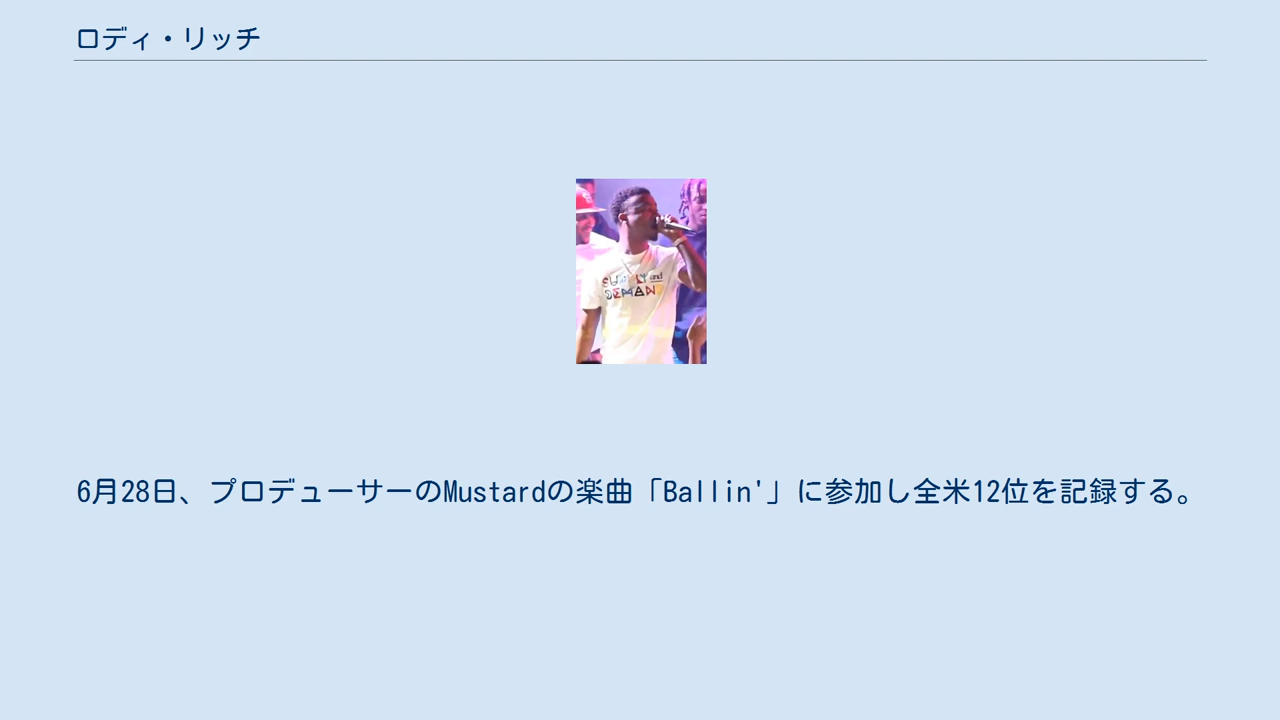 ロディ・リッチ
DEMAND
6月28日、プロデューサーのMustardの楽曲「Ballin'」に参加し全米12位を記録する。